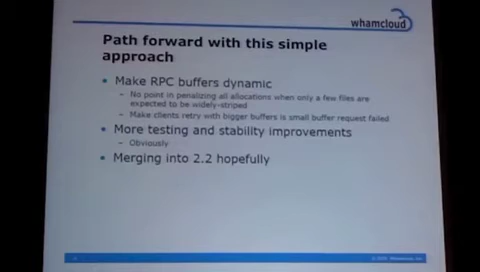 whamcloud
Path forward with this simple
approach
• Make RPC buffers dynamic
– No point in penalizing all allocations when only a few files are
expected to be widely-striped
– Make clients retry with bigger buffers is small buffer request failed
• More testing and stability improvements
– Obviously
• Merging into 2.2 hopefully
Whamcloud, Inc.